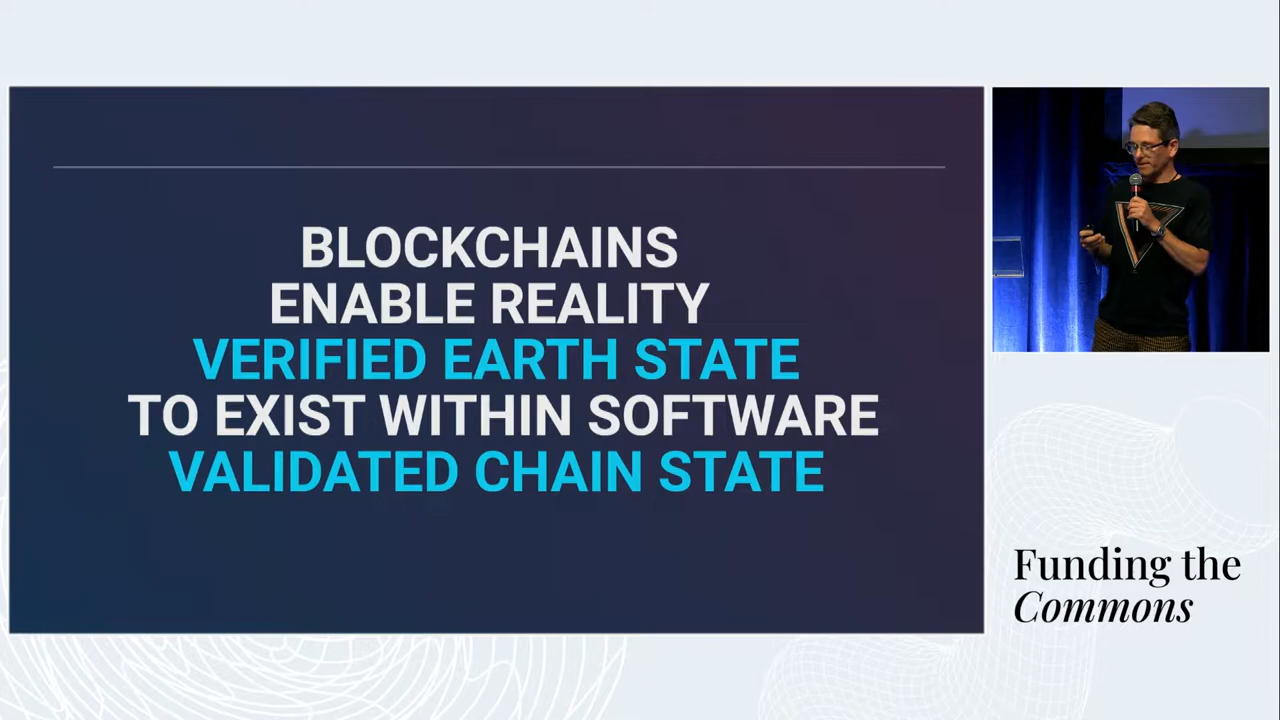 BLOCKCHAINS
ENABLE REALITY
VERIFIED EARTH STATE
TO EXIST WITHIN SOFTWARE
VALIDATED CHAIN STATE
Funding the
Commons